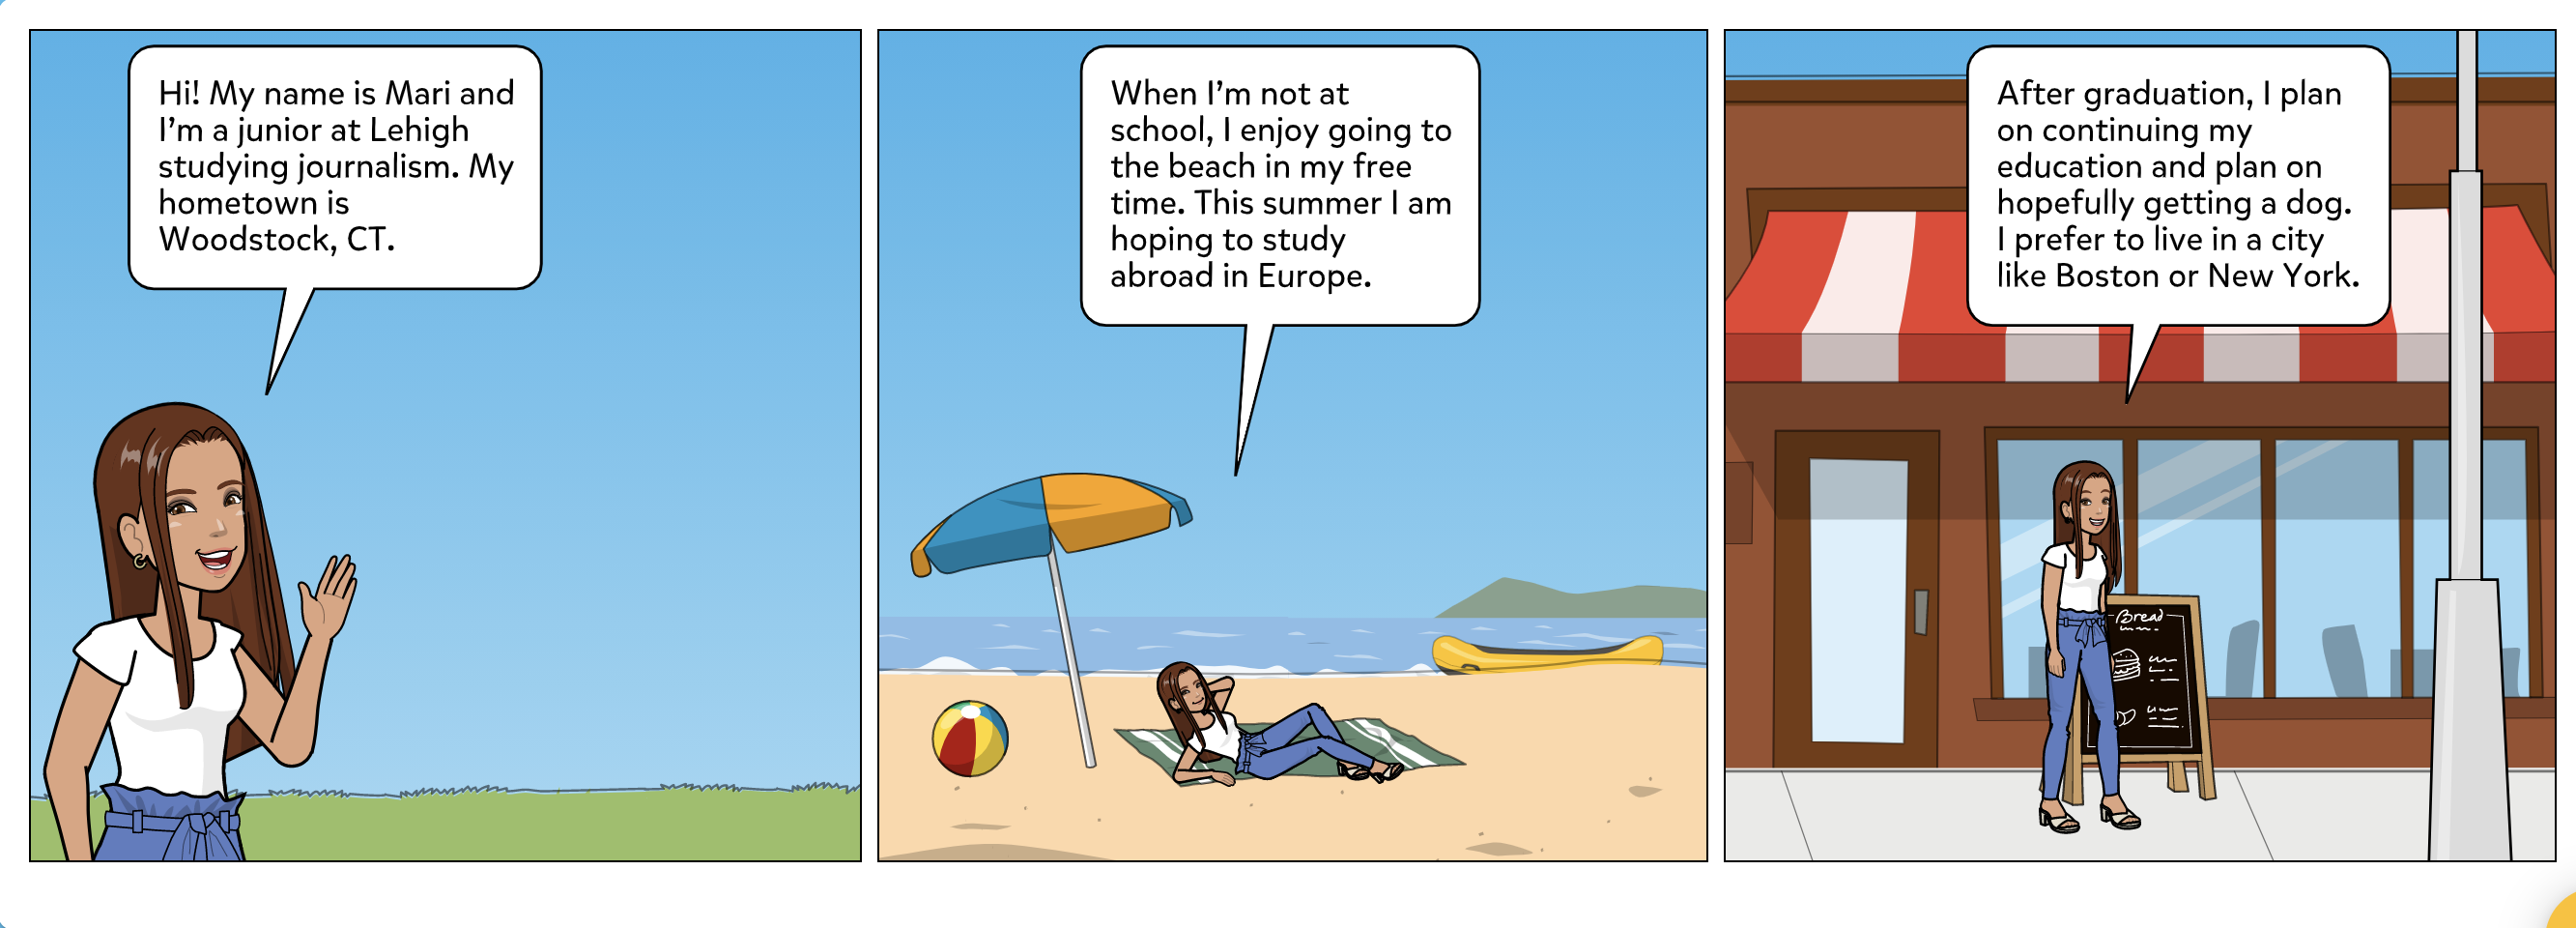 Hi! My name is Mari and
I'm a junior at Lehigh
studying journalism. My
hometown is
Woodstock, CT.
When I'm not at
school, I enjoy going to
the beach in my free
time. This summer I am
hoping to study
abroad in Europe.
After graduation, I plan
on continuing my
education and plan on
hopefully getting a dog.
I prefer to live in a city
like Boston or New York.
Bread